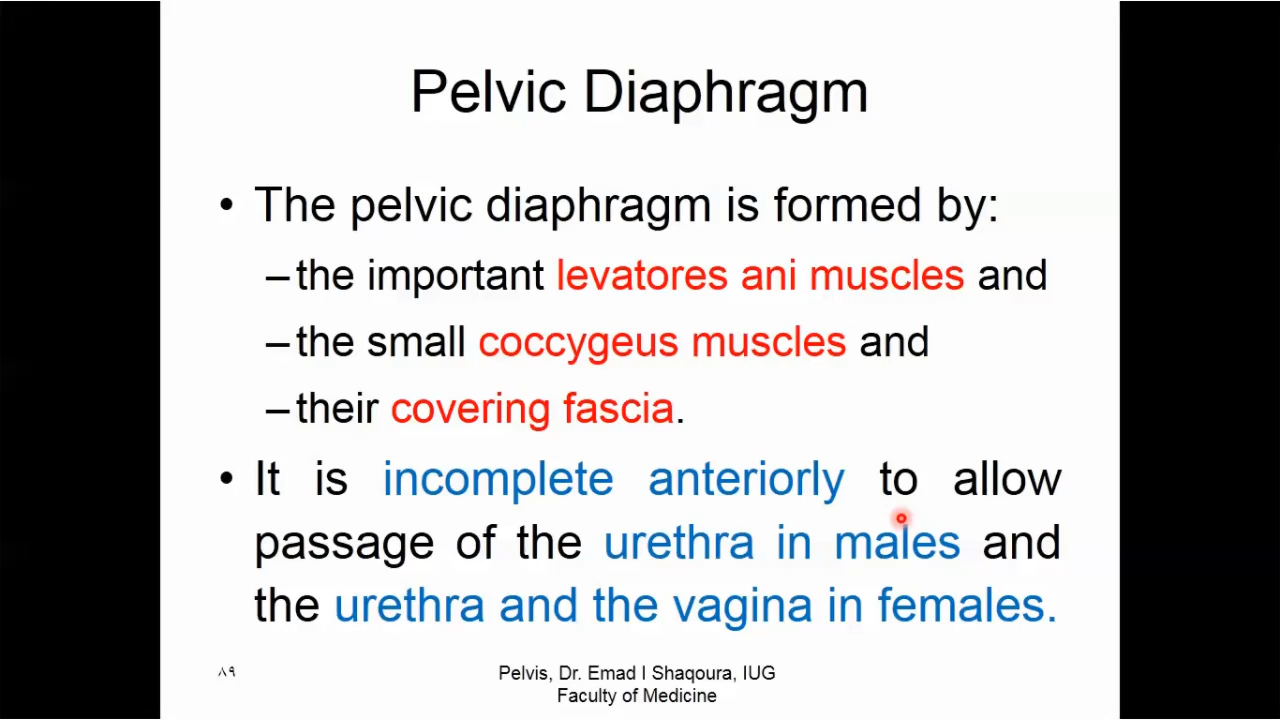 Pelvic Diaphragm
• The pelvic diaphragm is formed by:
–the important levatores ani muscles and
–the small coccygeus muscles and
–their covering fascia.
• It is incomplete anteriorly to allow
passage of the urethra in males and
the urethra and the vagina in females.
٨٩
Pelvis, Dr. Emad I Shaqoura, IUG
Faculty of Medicine